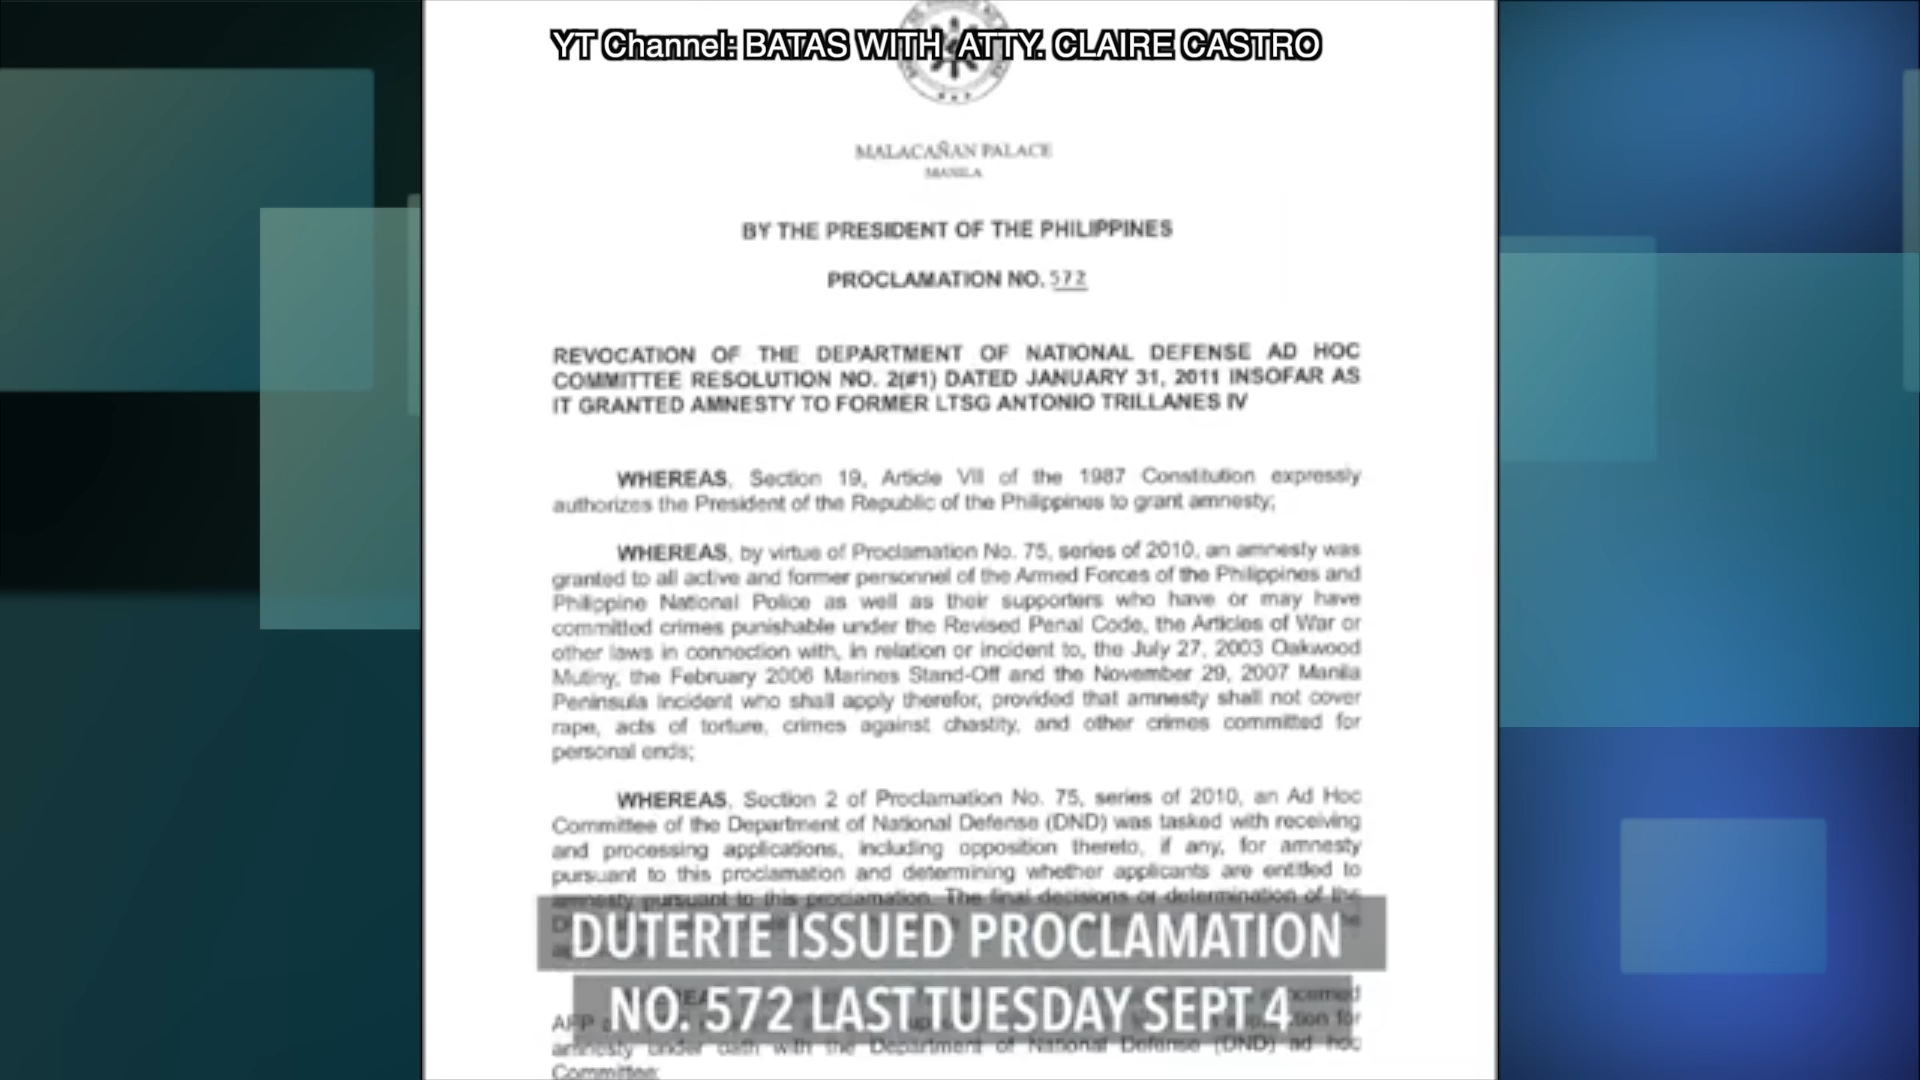 YT Channel: BATAS WITH ATTY. CLAIRE CASTRO
MALACAÑAN PALACE
MANILA
BY THE PRESIDENT OF THE PHILIPPINES
PROCLAMATION NO. 572
REVOCATION OF THE DEPARTMENT OF NATIONAL DEFENSE AD HOC
COMMITTEE RESOLUTION NO. 2(#1) DATED JANUARY 31, 2011 INSOFAR AS
IT GRANTED AMNESTY TO FORMER LTSG ANTONIO TRILLANES IV
WHEREAS, Section 19, Article VII of the 1987 Constitution expressly
authorizes the President of the Republic of the Philippines to grant amnesty;
WHEREAS, by virtue of Proclamation No. 75, series of 2010, an amnesty was
granted to all active and former personnel of the Armed Forces of the Philippines and
Philippine National Police as well as their supporters who have or may have
committed crimes punishable under the Revised Penal Code, the Articles of War or
other laws in connection with, in relation or incident to, the July 27, 2003 Oakwood
Mutiny, the February 2006 Marines Stand-Off and the November 29, 2007 Manila
Peninsula Incident who shall apply therefor, provided that amnesty shall not cover
rape, acts of torture, crimes against chastity, and other crimes committed for
personal ends;
WHEREAS, Section 2 of Proclamation No. 75, series of 2010, an Ad Hoc
Committee of the Department of National Defense (DND) was tasked with receiving
and processing applications, including opposition thereto, if any, for amnesty
pursuant to this proclamation and determining whether applicants are entitled to
amnesty pursuant to this proclamation. The final decisions or determination of the
DUTERTE ISSUED PROCLAMATION
NO. 572 LAST TUESDAY SEPT 4
amnesty under oath with the Department of National Defense (DND) ad hoc
Committee;